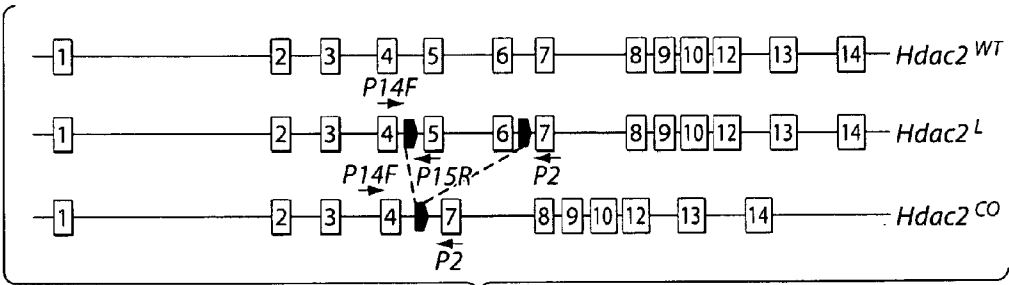 1 2 3 4 5 6 7 8 9 10 12 13 14 Hdac2 WT
P14F
1 2 3 4 5 6 7 8 9 10 12 13 14 Hdac2 L
P14F P15R P2
1 2 3 4 7 8 9 10 12 13 14 Hdac2 CO
P2